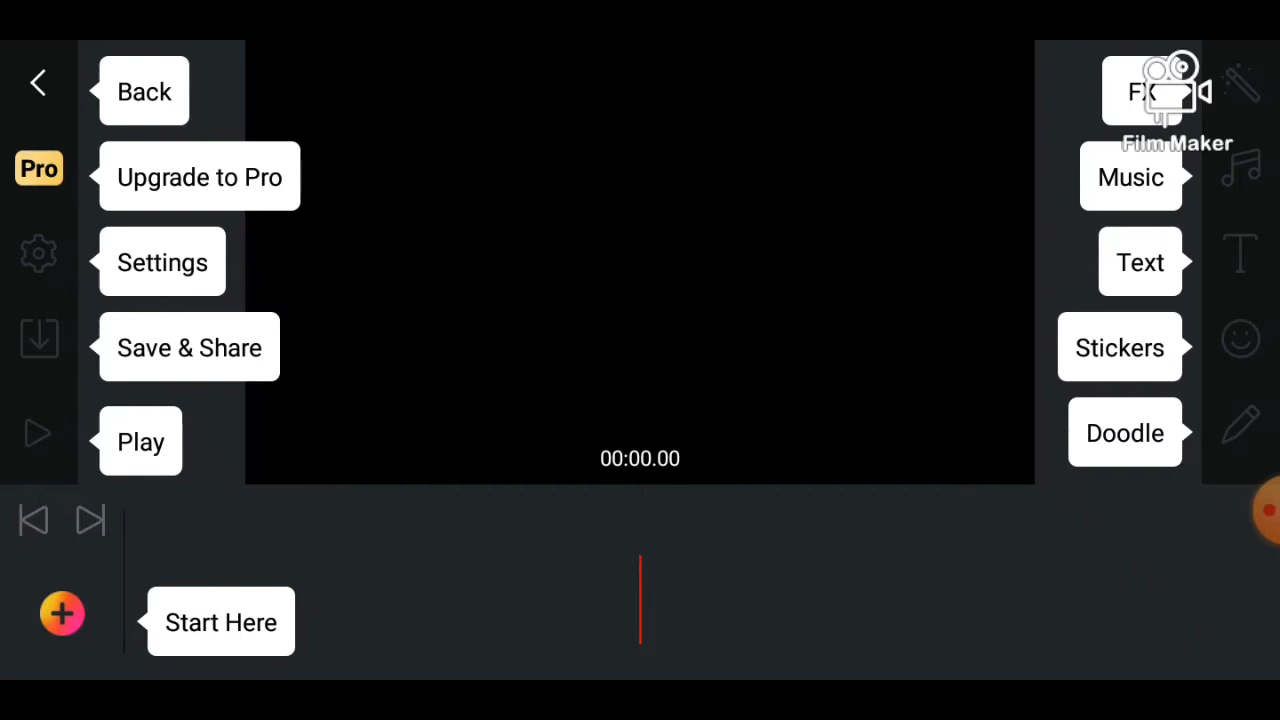 Back
Pro
Upgrade to Pro
Settings
Save & Share
Play
FX
Film Maker
Music
Text
Stickers
Doodle
00:00.00
Start Here